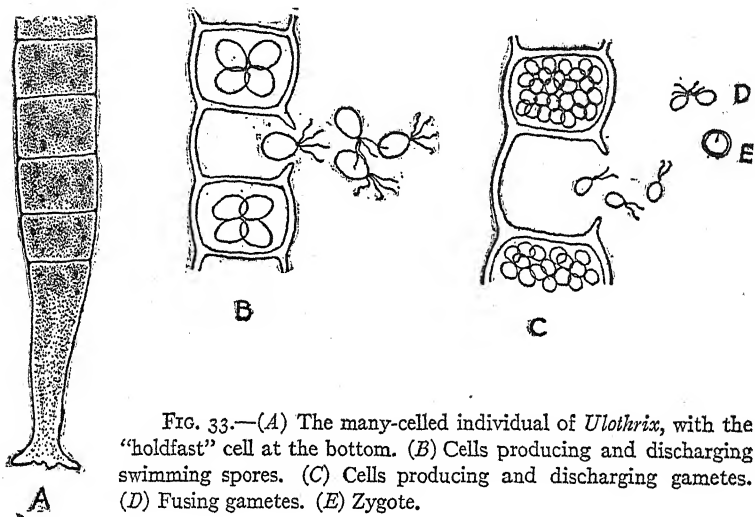 B
C
D
E
A
FIG. 33.—(A) The many-celled individual of Ulothrix, with the
"holdfast" cell at the bottom. (B) Cells producing and discharging
swimming spores. (C) Cells producing and discharging gametes.
(D) Fusing gametes. (E) Zygote.